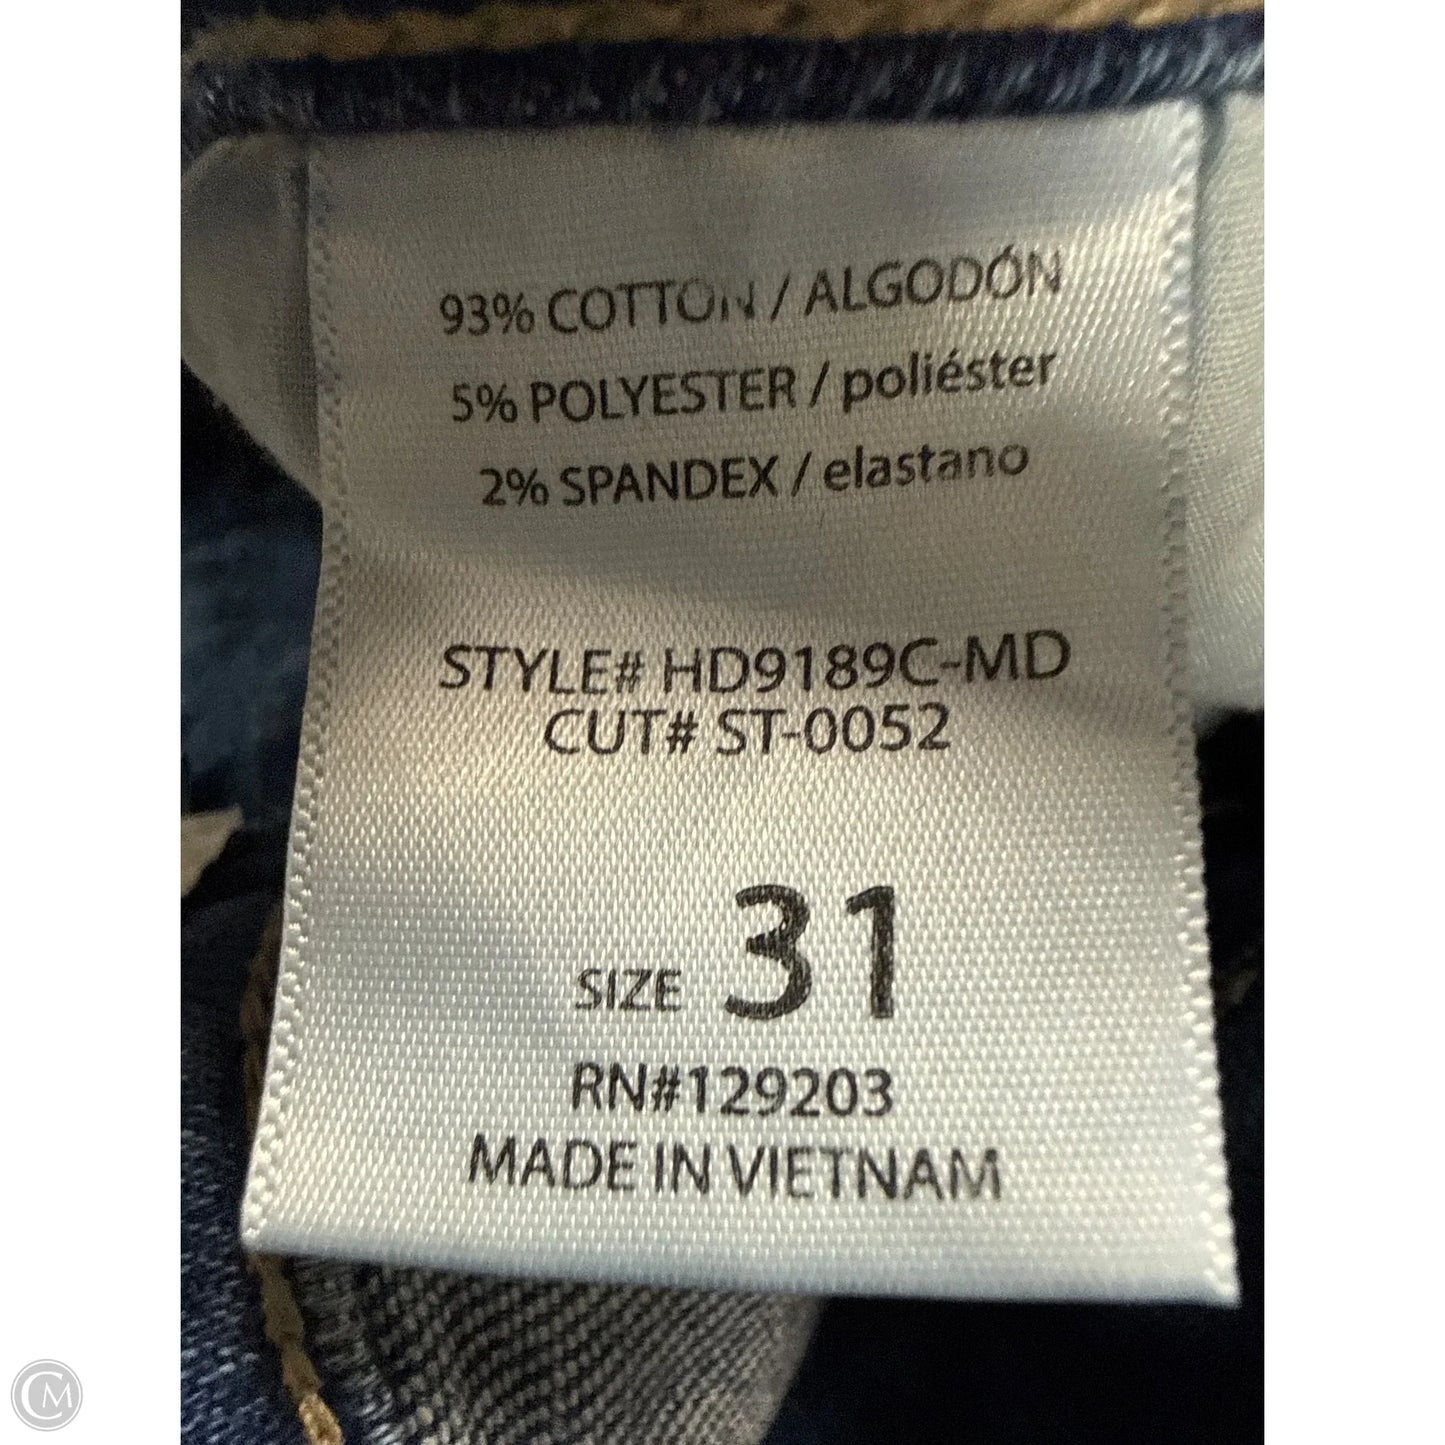 93% COTTON / ALGODÓN
5% POLYESTER / poliéster
2% SPANDEX / elastano
STYLE# HD9189C-MD
CUT# ST-0052
SIZE 31
RN#129203
MADE IN VIETNAM
CM